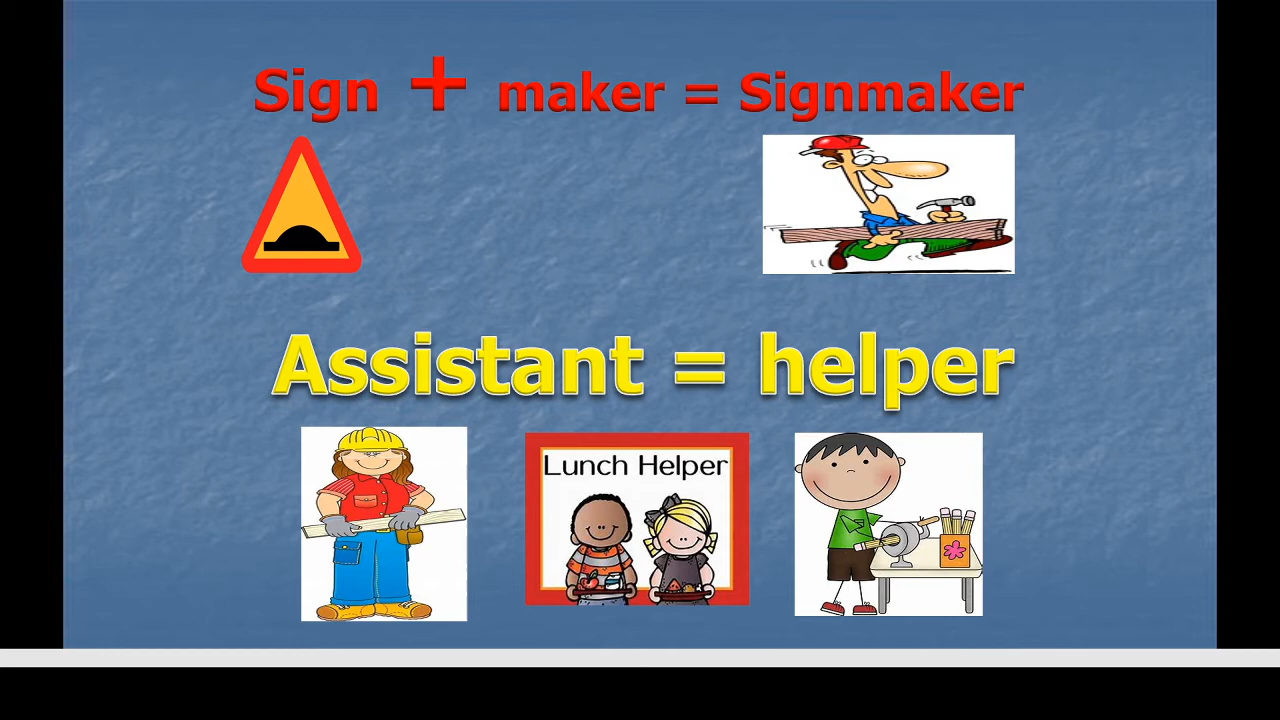 Sign + maker = Signmaker
Assistant = helper
Lunch Helper